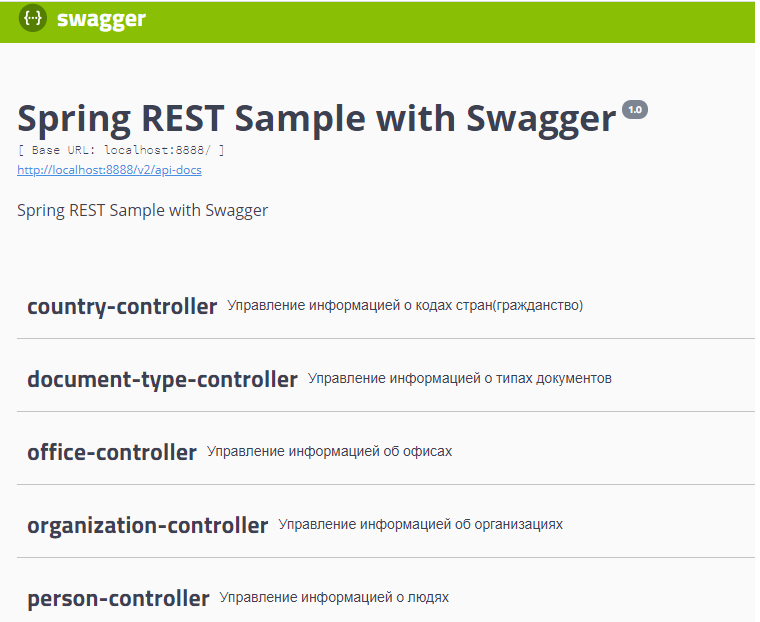 {··} swagger
Spring REST Sample with Swagger 1.0
[ Base URL: localhost:8888/ ]
http://localhost:8888/v2/api-docs
Spring REST Sample with Swagger
country-controller Управление информацией о кодах стран(гражданство)
document-type-controller Управление информацией о типах документов
office-controller Управление информацией об офисах
organization-controller Управление информацией об организациях
person-controller Управление информацией о людях